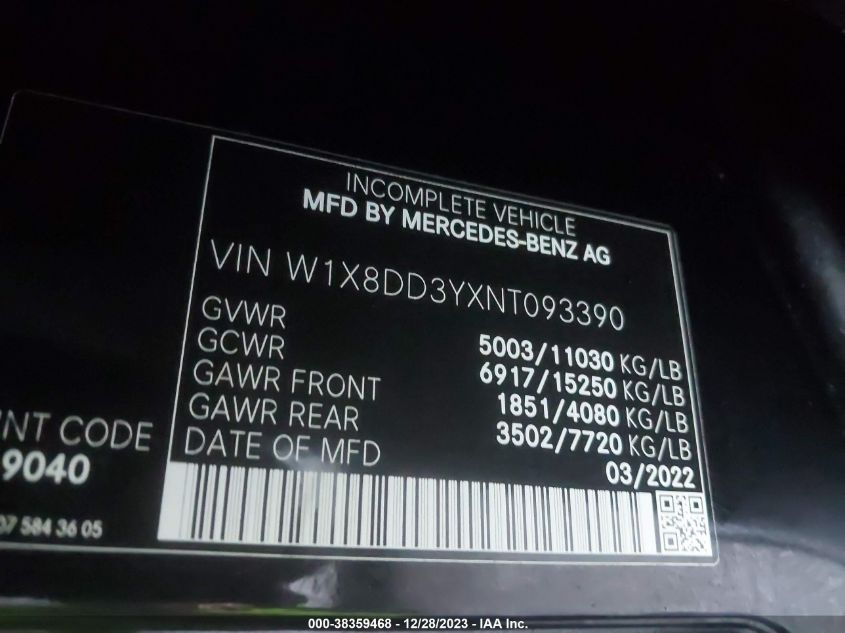 INCOMPLETE VEHICLE
MFD BY MERCEDES-BENZ AG
VIN W1X8DD3YXNT093390
GVWR 5003/11030 KG/LB
GCWR 6917/15250 KG/LB
GAWR FRONT 1851/4080 KG/LB
GAWR REAR 3502/7720 KG/LB
DATE OF MFD 03/2022
CODE
9040
584 36 05
000-38359468 - 12/28/2023 - IAA Inc.